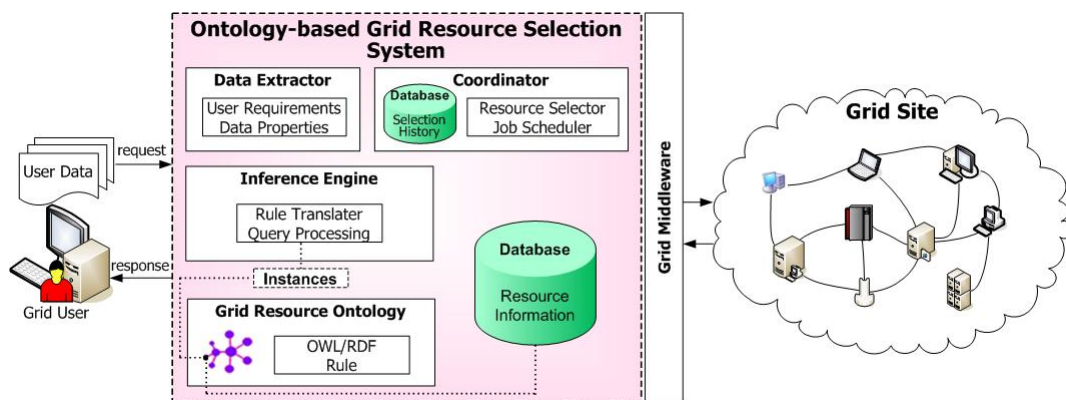 Ontology-based Grid Resource Selection
System
Data Extractor
User Requirements
Data Properties
Coordinator
Database
Selection
History
Resource Selector
Job Scheduler
User Data
request
response
Grid User
Inference Engine
Rule Translater
Query Processing
Instances
Grid Resource Ontology
OWL/RDF
Rule
Database
Resource
Information
Grid Middleware
Grid Site